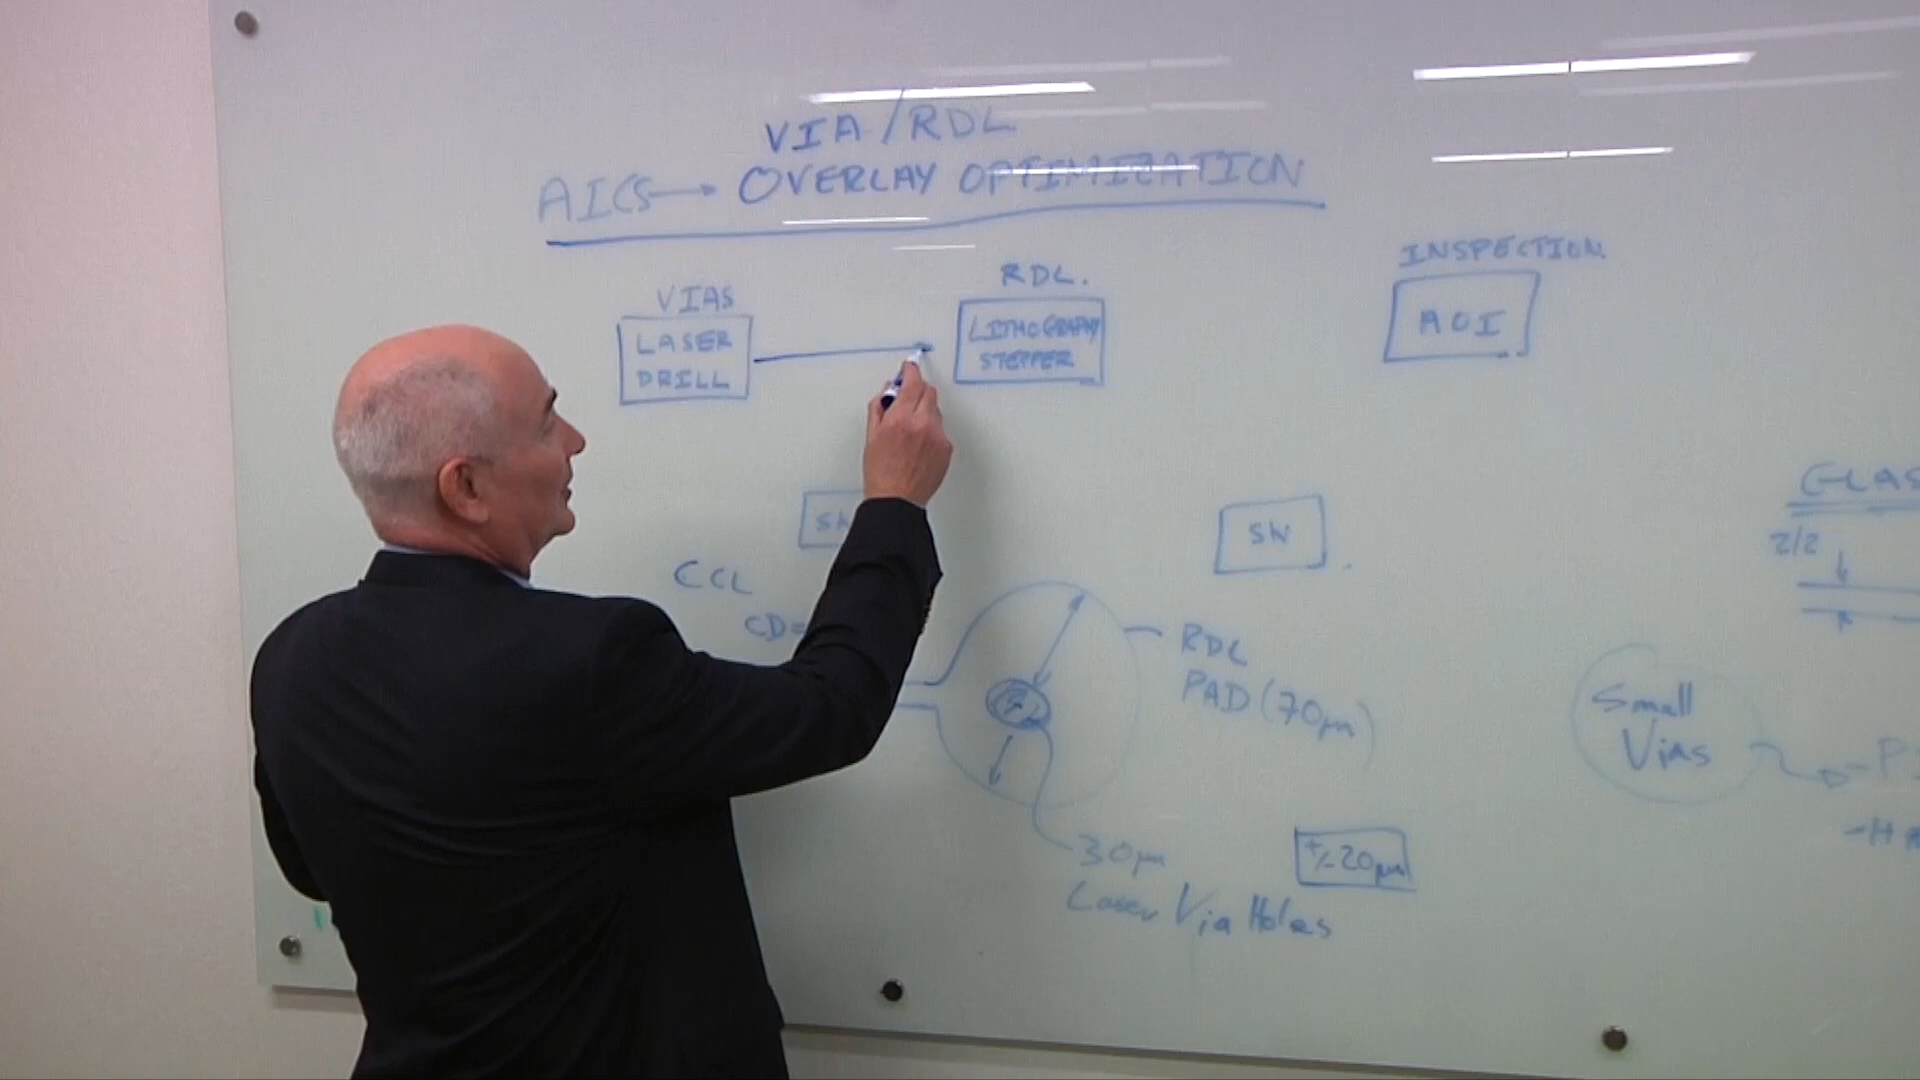 VIA/RDL
AICS → OVERLAY OPTIMIZATION
VIAS
LASER
DRILL
RDL.
LITHOGRAPHY
STEPPER
INSPECTION
AOI
SW
CCL
CD=
RDL
PAD (70µm)
30µm
Laser Via Holes
+/-20µm
2/2
Small
Vias